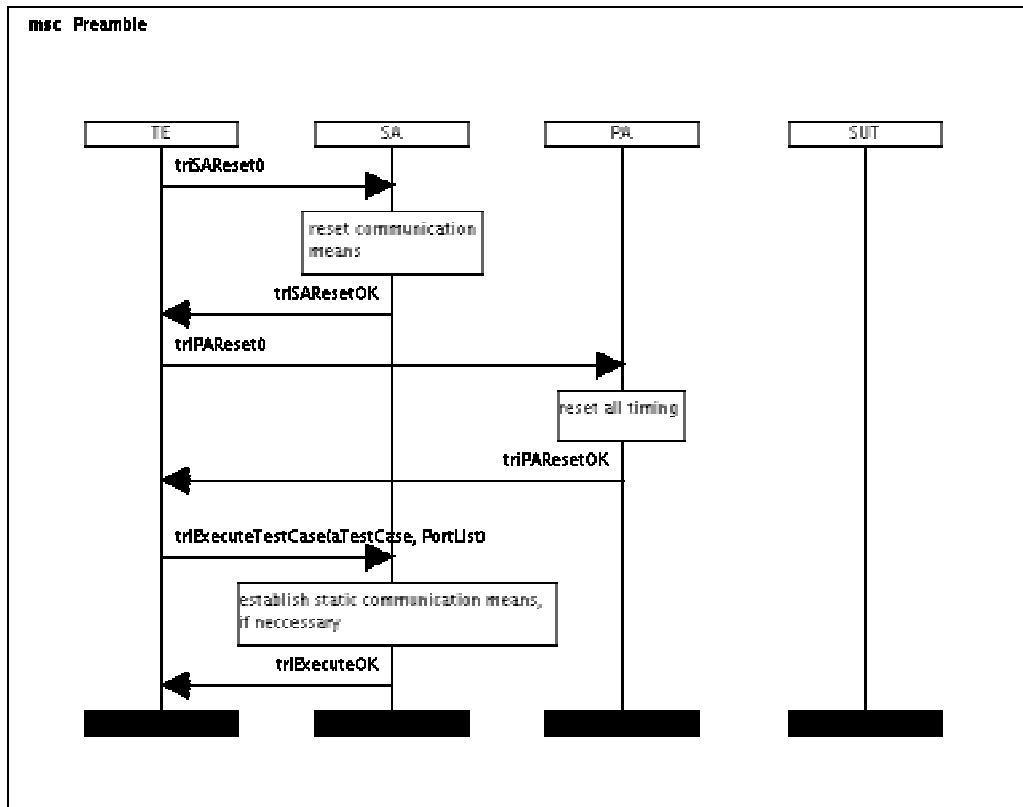 msc Preamble
TE
SA
PA
SUT
triSAReset()
reset communication
means
triSAResetOK
triPAReset()
reset all timing
triPAResetOK
triExecuteTestCase(aTestCase, PortList)
establish static communication means,
if neccessary
triExecuteOK